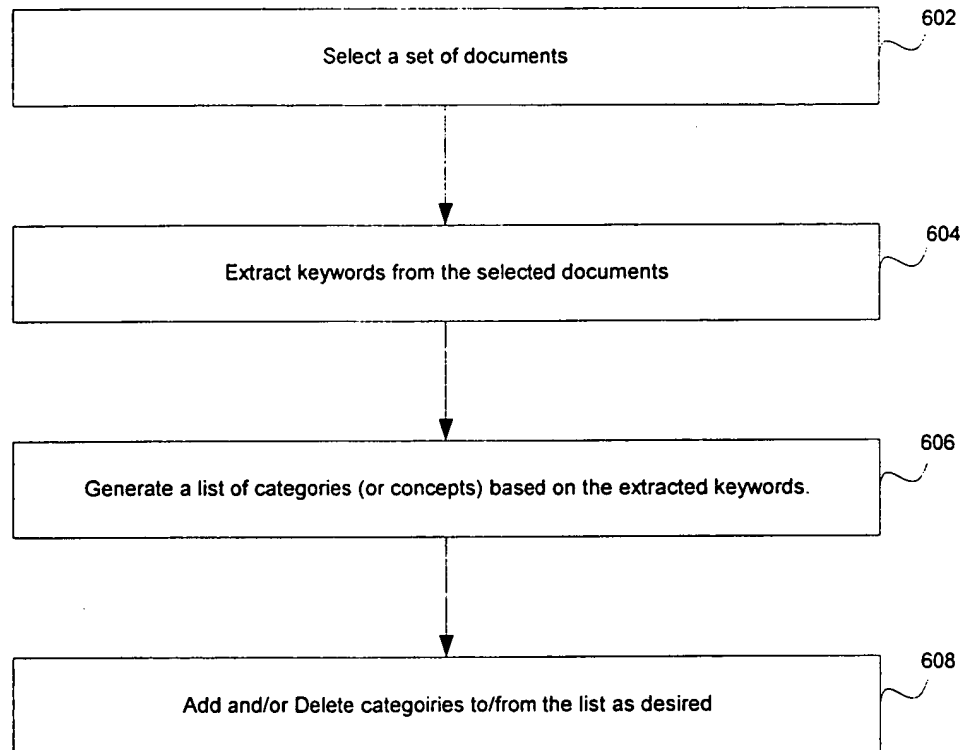 602
Select a set of documents
604
Extract keywords from the selected documents
606
Generate a list of categories (or concepts) based on the extracted keywords.
608
Add and/or Delete categoiries to/from the list as desired